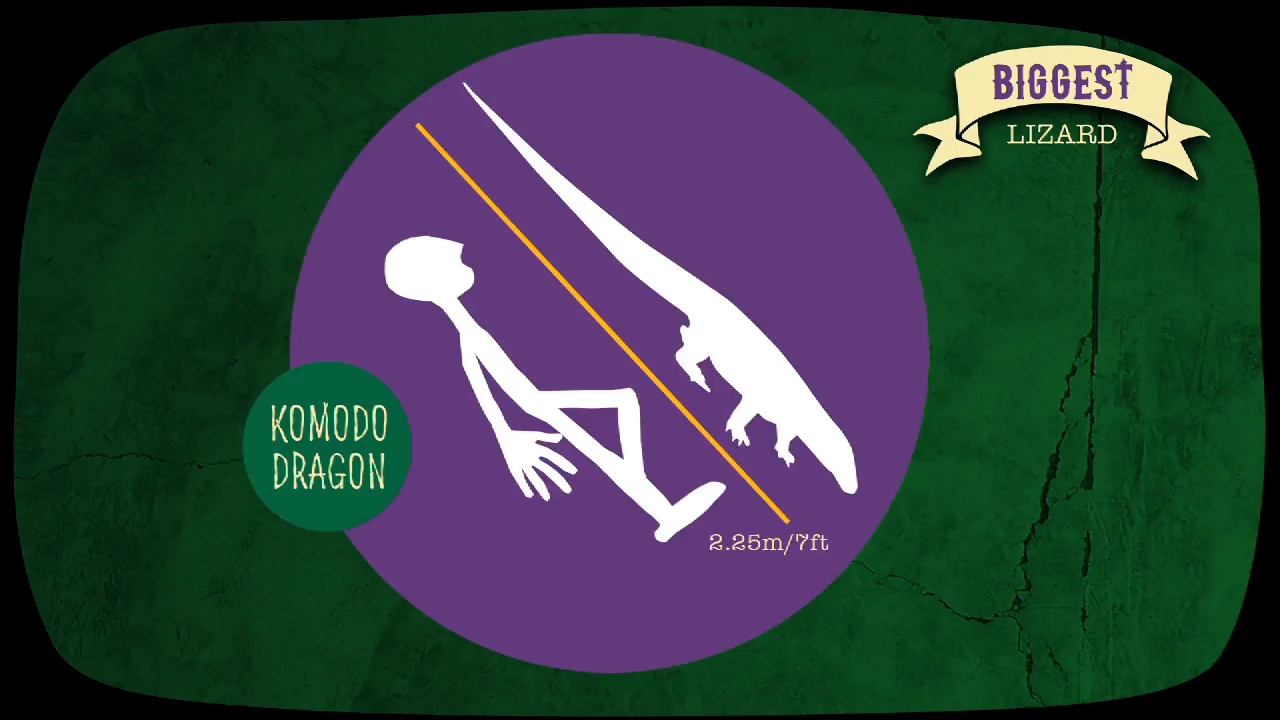 BIGGEST
LIZARD
KOMODO
DRAGON
2.25m/7ft